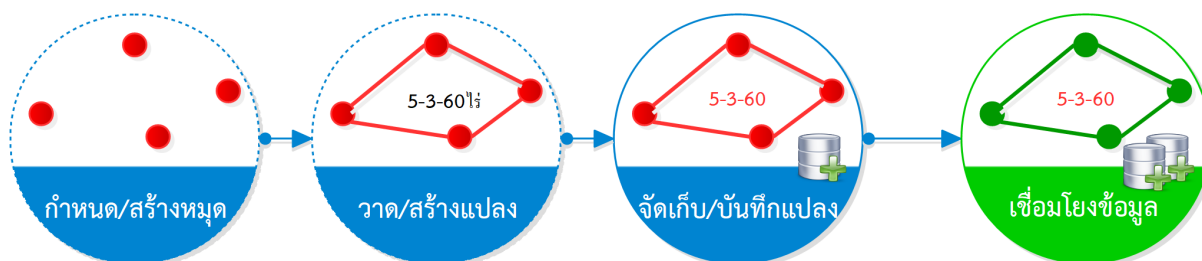 5-3-60ไร่
5-3-60
5-3-60
กำหนด/สร้างหมุด
วาด/สร้างแปลง
จัดเก็บ/บันทึกแปลง
เชื่อมโยงข้อมูล